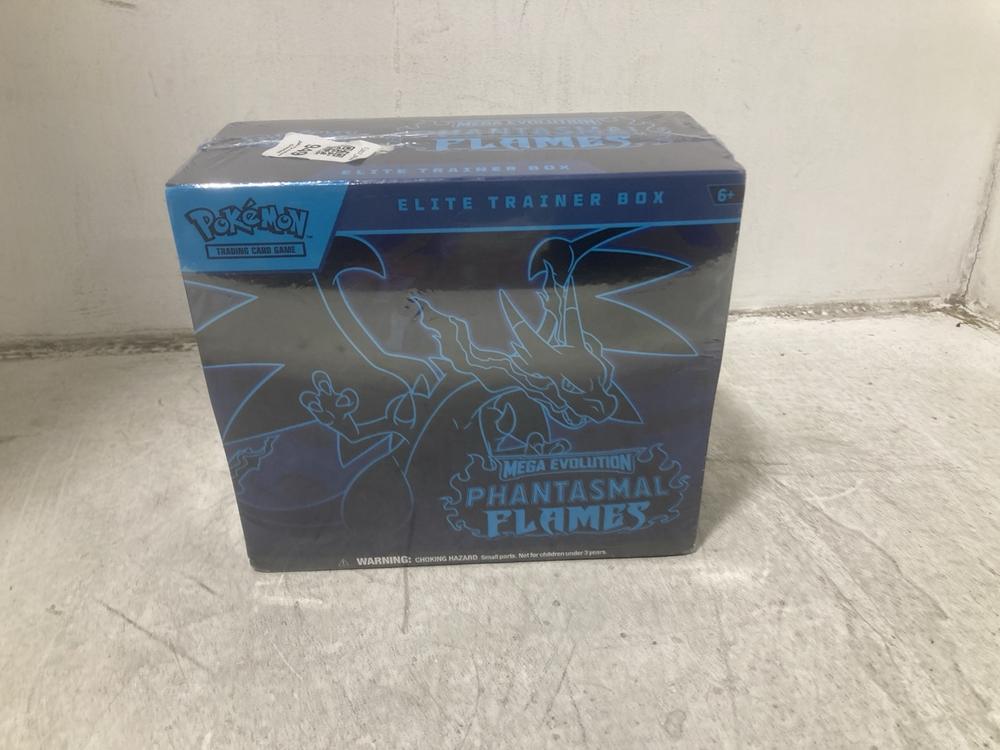 MEGA EVOLUTION
PHANTASMAL
FLAMES
ELITE TRAINER BOX
ELITE TRAINER BOX
6+
POKéMON
TRADING CARD GAME
MEGA EVOLUTION
PHANTASMAL
FLAMES
WARNING: CHOKING HAZARD Small parts. Not for children under 3 years.